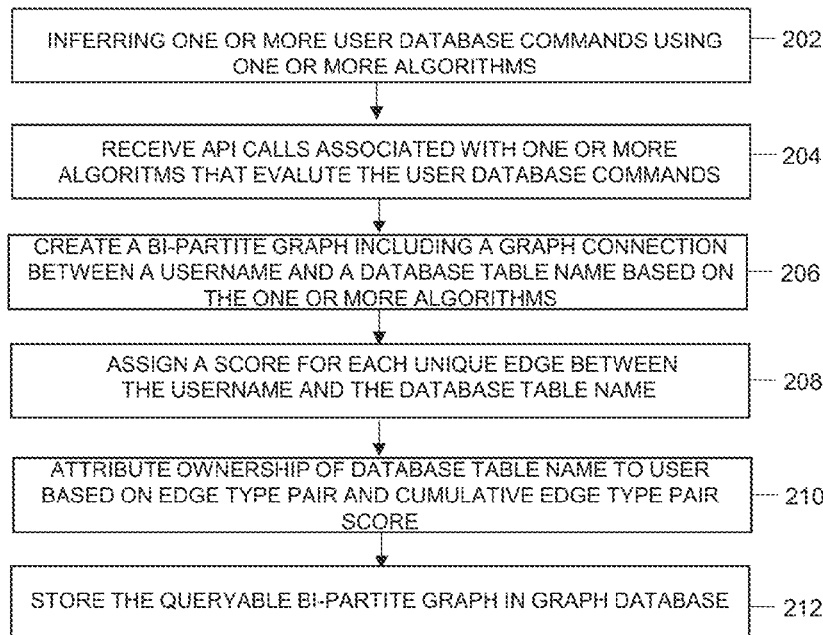 INFERRING ONE OR MORE USER DATABASE COMMANDS USING
ONE OR MORE ALGORITHMS
202
RECEIVE API CALLS ASSOCIATED WITH ONE OR MORE
ALGORITMS THAT EVALUTE THE USER DATABASE COMMANDS
204
CREATE A BI-PARTITE GRAPH INCLUDING A GRAPH CONNECTION
BETWEEN A USERNAME AND A DATABASE TABLE NAME BASED ON
THE ONE OR MORE ALGORITHMS
206
ASSIGN A SCORE FOR EACH UNIQUE EDGE BETWEEN
THE USERNAME AND THE DATABASE TABLE NAME
208
ATTRIBUTE OWNERSHIP OF DATABASE TABLE NAME TO USER
BASED ON EDGE TYPE PAIR AND CUMULATIVE EDGE TYPE PAIR
SCORE
210
STORE THE QUERYABLE BI-PARTITE GRAPH IN GRAPH DATABASE
212